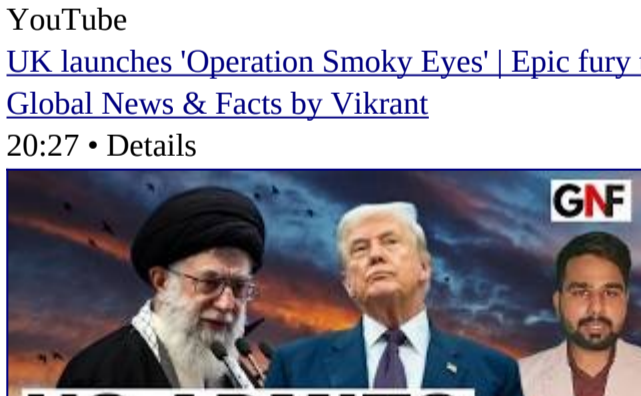 YouTube
UK launches 'Operation Smoky Eyes' | Epic fury
Global News & Facts by Vikrant
20:27 • Details
GNF